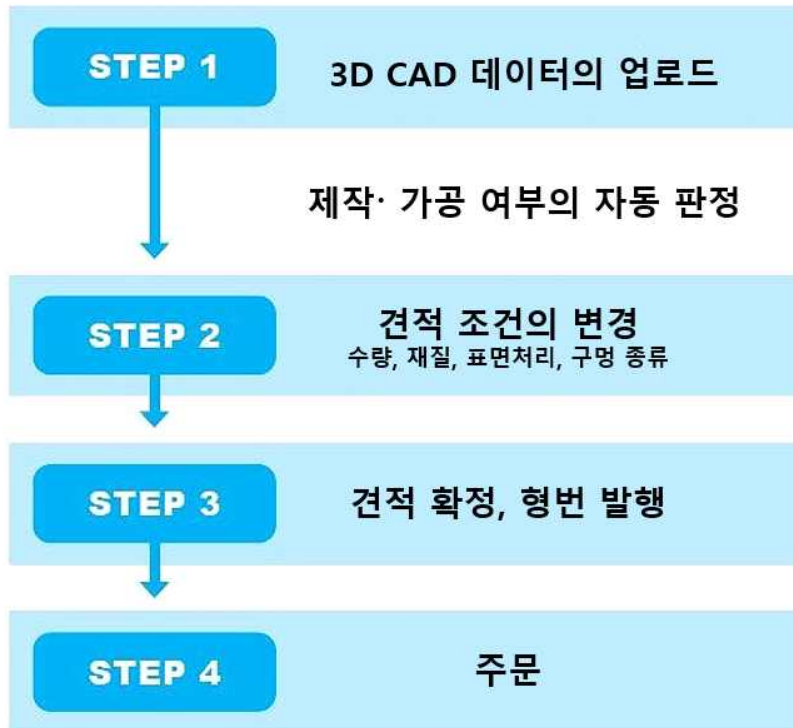 STEP 1
3D CAD 데이터의 업로드
제작· 가공 여부의 자동 판정
STEP 2
견적 조건의 변경
수량, 재질, 표면처리, 구멍 종류
STEP 3
견적 확정, 형번 발행
STEP 4
주문